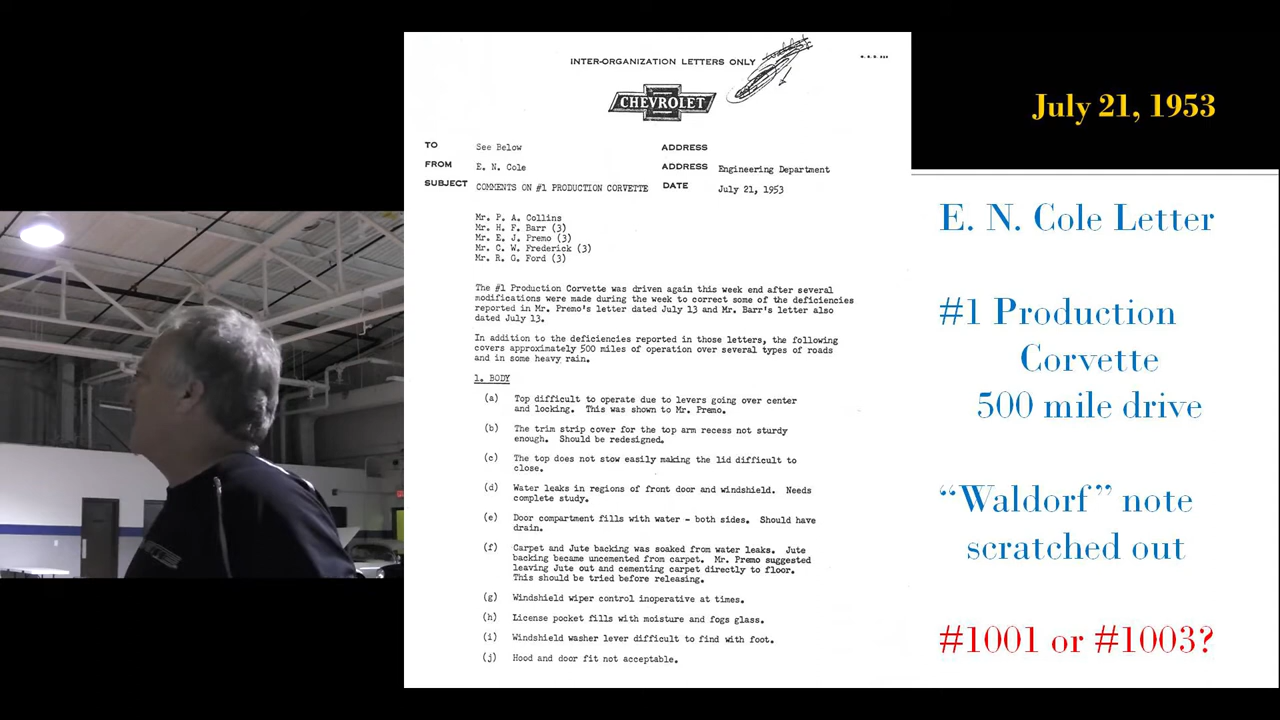 INTER-ORGANIZATION LETTERS ONLY
CHEVROLET
TO See Below ADDRESS
FROM E. N. Cole ADDRESS Engineering Department
SUBJECT COMMENTS ON #1 PRODUCTION CORVETTE DATE July 21, 1953
Mr. P. A. Collins
Mr. H. F. Barr (3)
Mr. E. J. Premo (3)
Mr. C. W. Frederick (3)
Mr. R. G. Ford (3)
The #1 Production Corvette was driven again this week end after several
modifications were made during the week to correct some of the deficiencies
reported in Mr. Premo's letter dated July 13 and Mr. Barr's letter also
dated July 13.
In addition to the deficiencies reported in those letters, the following
covers approximately 500 miles of operation over several types of roads
and in some heavy rain.
1. BODY
(a) Top difficult to operate due to levers going over center
and locking. This was shown to Mr. Premo.
(b) The trim strip cover for the top arm recess not sturdy
enough. Should be redesigned.
(c) The top does not stow easily making the lid difficult to
close.
(d) Water leaks in regions of front door and windshield. Needs
complete study.
(e) Door compartment fills with water - both sides. Should have
drain.
(f) Carpet and Jute backing was soaked from water leaks. Jute
backing became uncemented from carpet. Mr. Premo suggested
leaving Jute out and cementing carpet directly to floor.
This should be tried before releasing.
(g) Windshield wiper control inoperative at times.
(h) License pocket fills with moisture and fogs glass.
(i) Windshield washer lever difficult to find with foot.
(j) Hood and door fit not acceptable.
July 21, 1953
E. N. Cole Letter
#1 Production
Corvette
500 mile drive
“Waldorf” note
scratched out
#1001 or #1003?